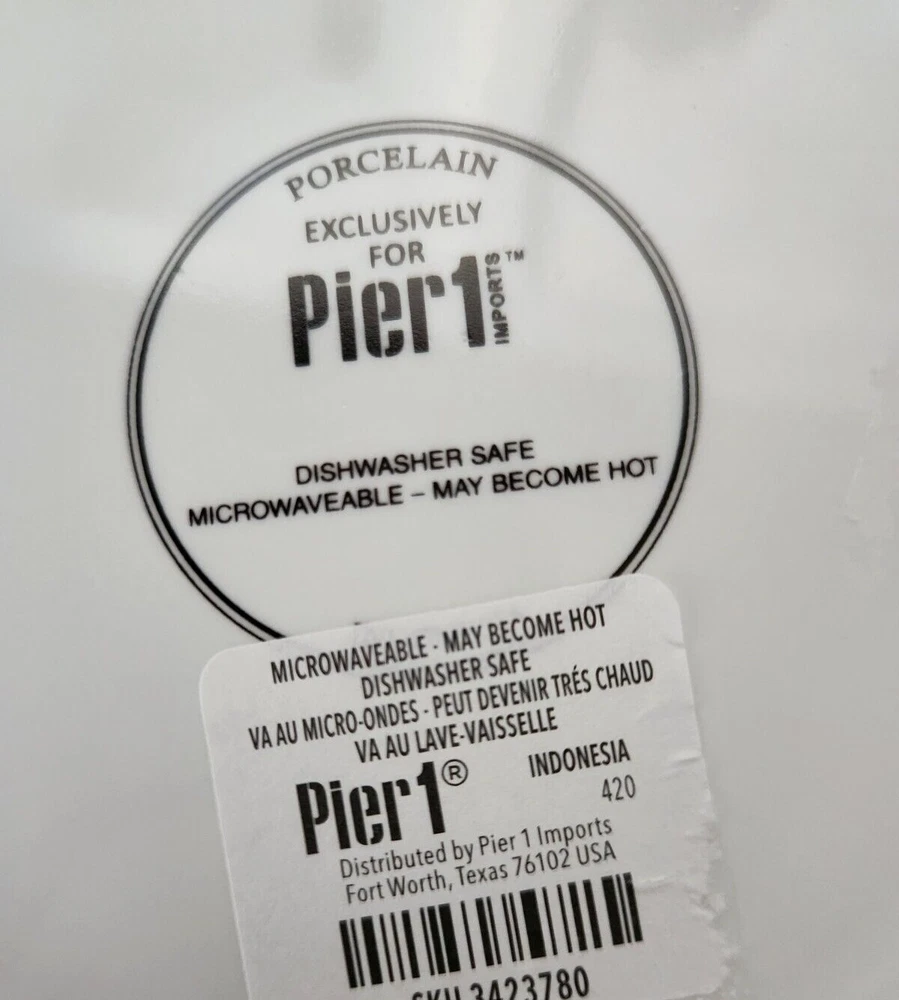 PORCELAIN
EXCLUSIVELY
FOR
Pier1 IMPORTS™
DISHWASHER SAFE
MICROWAVEABLE – MAY BECOME HOT
MICROWAVEABLE - MAY BECOME HOT
DISHWASHER SAFE
VA AU MICRO-ONDES - PEUT DEVENIR TRÉS CHAUD
VA AU LAVE-VAISSELLE
Pier1® INDONESIA
420
Distributed by Pier 1 Imports
Fort Worth, Texas 76102 USA
SKU 3423780